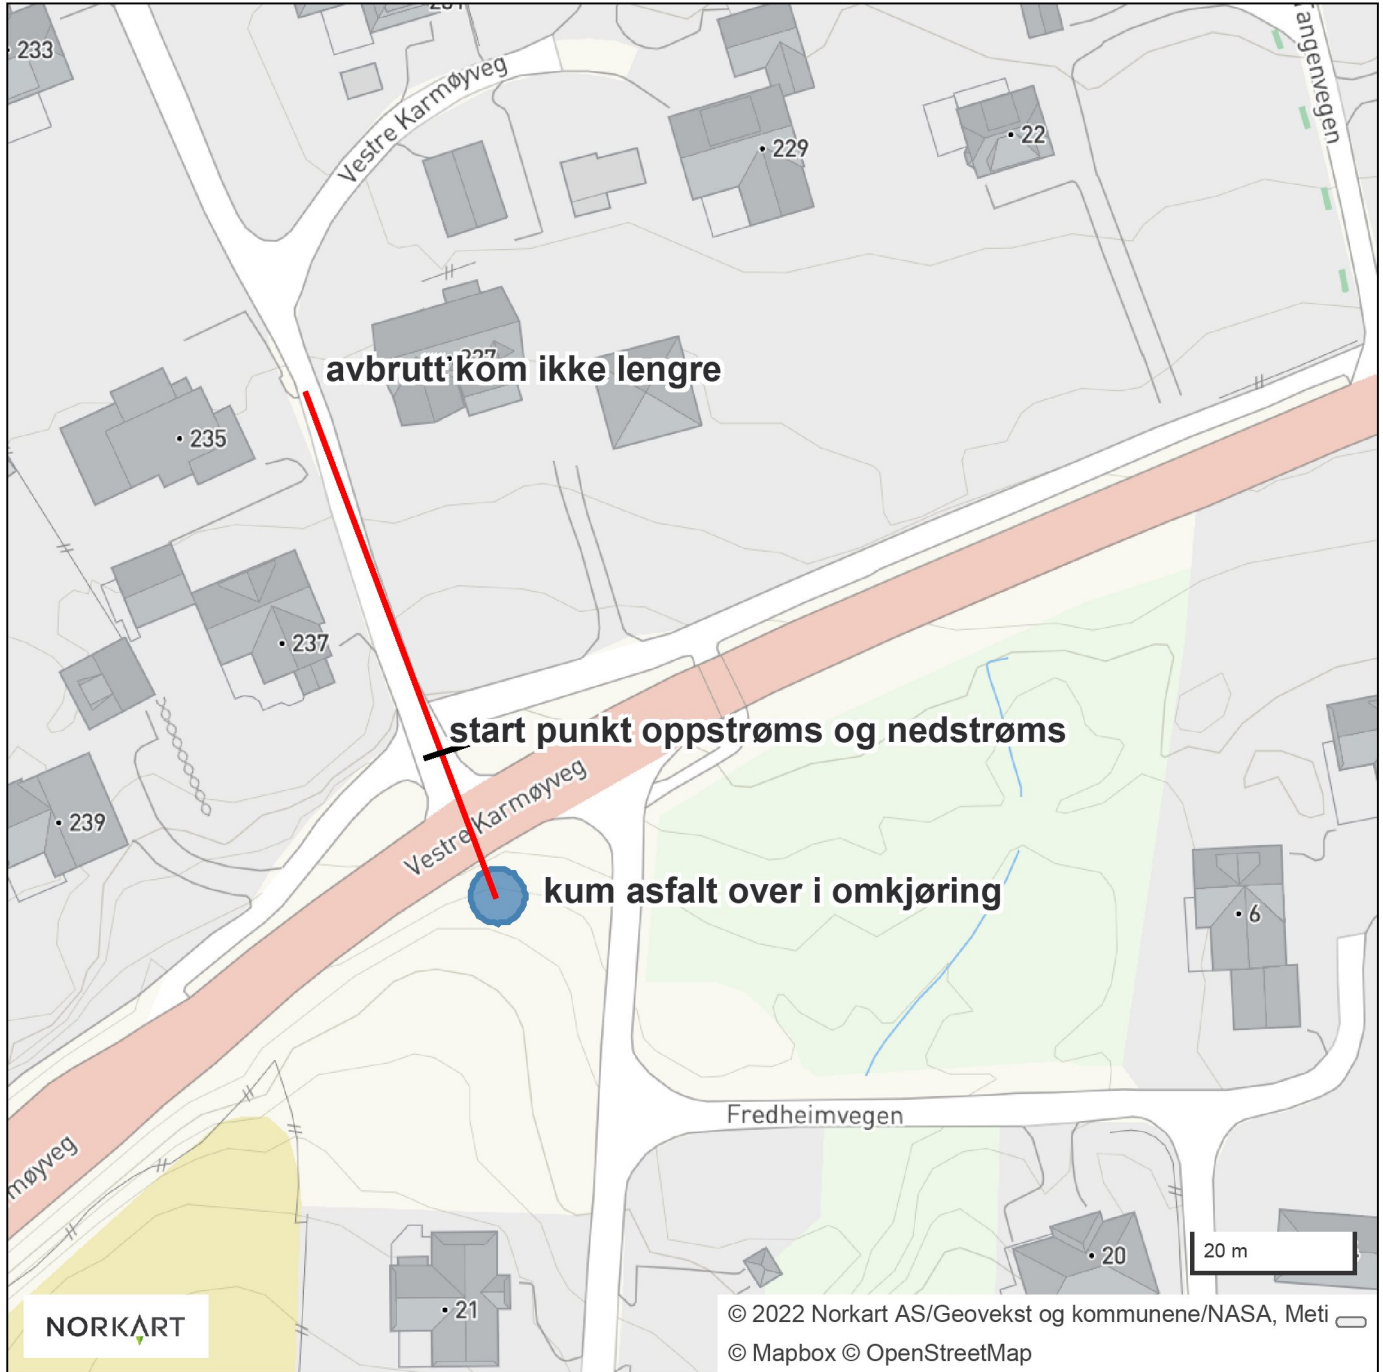 233
Vestre Karmøyveg
229
22
Tangenvegen
227
avbrutt kom ikke lengre
235
237
start punkt oppstrøms og nedstrøms
Vestre Karmøyveg
239
kum asfalt over i omkjøring
6
Fredheimvegen
møyveg
20
20 m
21
NORKART
© 2022 Norkart AS/Geovekst og kommunene/NASA, Meti
© Mapbox © OpenStreetMap